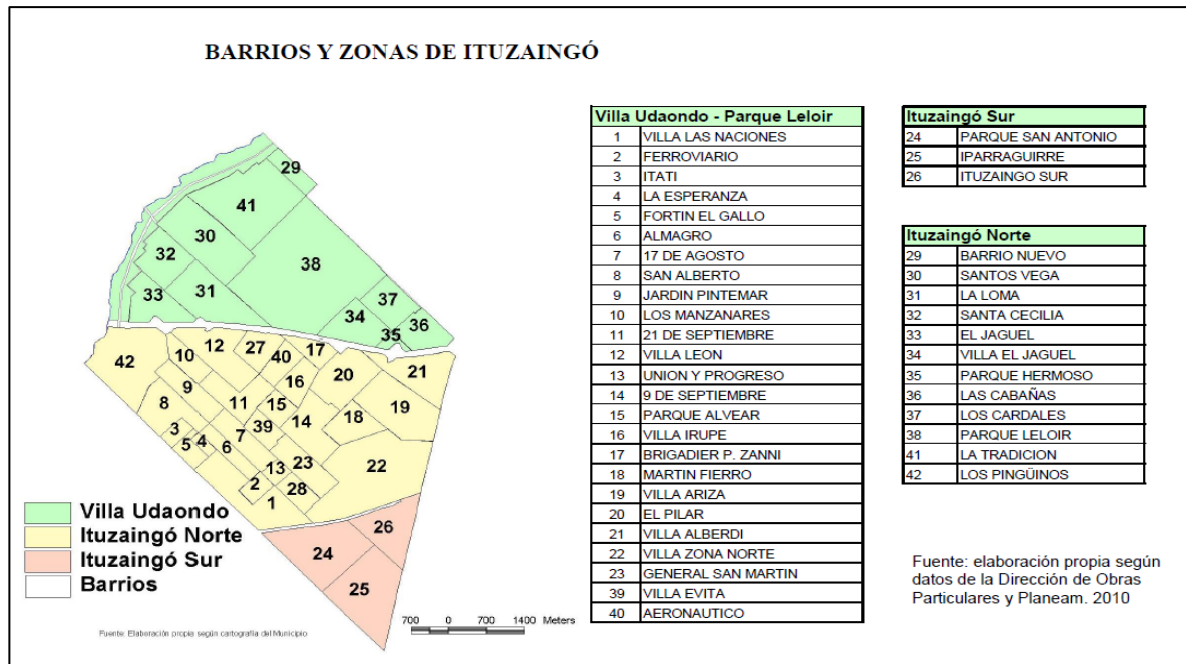 BARRIOS Y ZONAS DE ITUZAINGÓ
29
41
30
38
32
31
33
37
34
36
35
42
10
12
27
40
17
21
20
9
16
8
11
15
19
18
14
3
7
39
5
4
6
23
13
22
2
28
1
26
24
25
Villa Udaondo
Ituzaingó Norte
Ituzaingó Sur
Barrios
Fuente: Elaboración propia según cartografía del Municipio
700 0 700 1400 Meters
Villa Udaondo - Parque Leloir
1 VILLA LAS NACIONES
2 FERROVIARIO
3 ITATI
4 LA ESPERANZA
5 FORTIN EL GALLO
6 ALMAGRO
7 17 DE AGOSTO
8 SAN ALBERTO
9 JARDIN PINTEMAR
10 LOS MANZANARES
11 21 DE SEPTIEMBRE
12 VILLA LEON
13 UNION Y PROGRESO
14 9 DE SEPTIEMBRE
15 PARQUE ALVEAR
16 VILLA IRUPE
17 BRIGADIER P. ZANNI
18 MARTIN FIERRO
19 VILLA ARIZA
20 EL PILAR
21 VILLA ALBERDI
22 VILLA ZONA NORTE
23 GENERAL SAN MARTIN
39 VILLA EVITA
40 AERONAUTICO
Ituzaingó Sur
24 PARQUE SAN ANTONIO
25 IPARRAGUIRRE
26 ITUZAINGO SUR
Ituzaingó Norte
29 BARRIO NUEVO
30 SANTOS VEGA
31 LA LOMA
32 SANTA CECILIA
33 EL JAGUEL
34 VILLA EL JAGUEL
35 PARQUE HERMOSO
36 LAS CABAÑAS
37 LOS CARDALES
38 PARQUE LELOIR
41 LA TRADICION
42 LOS PINGÜINOS
Fuente: elaboración propia según
datos de la Dirección de Obras
Particulares y Planeam. 2010